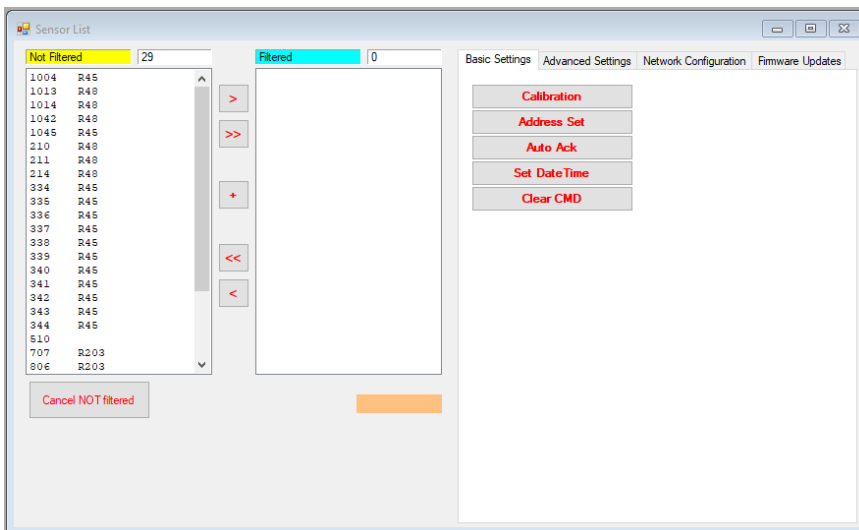 Sensor List
Not Filtered 29 Filtered 0
Basic Settings Advanced Settings Network Configuration Firmware Updates
1004 R45
1013 R48
1014 R48
1042 R48
1045 R45
210 R48
211 R48
214 R48
334 R45
335 R45
336 R45
337 R45
338 R45
339 R45
340 R45
341 R45
342 R45
343 R45
344 R45
510
707 R203
806 R203
>
>>
+
<<
<
Calibration
Address Set
Auto Ack
Set DateTime
Clear CMD
Cancel NOT filtered